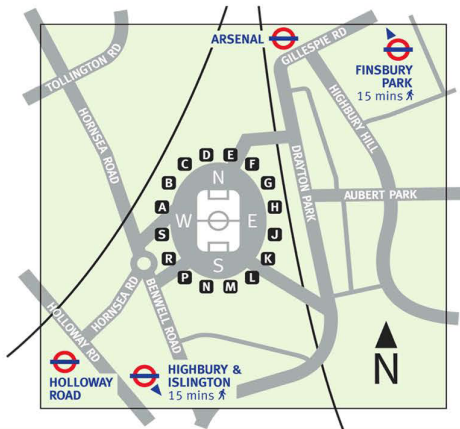 ARSENAL
GILLESPIE RD
FINSBURY
PARK
15 mins
TOLLINGTON RD
HORNSEA ROAD
HIGHBURY HILL
DRAYTON PARK
AUBERT PARK
D
E
C
F
B
G
A
H
S
J
R
K
P
L
N
M
N
W
E
S
HORNSEA RD
BENWELL ROAD
HOLLOWAY RD
HOLLOWAY
ROAD
HIGHBURY &
ISLINGTON
15 mins
N